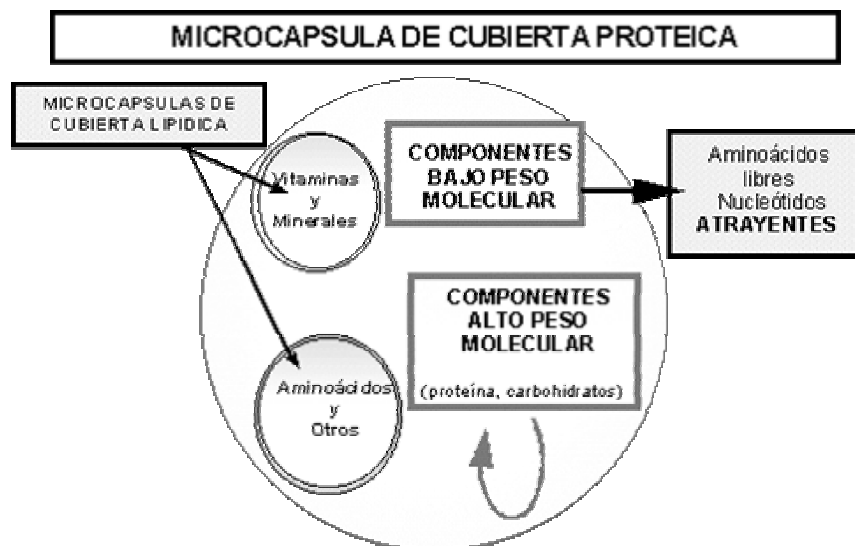 MICROCAPSULA DE CUBIERTA PROTEICA
MICROCAPSULAS DE
CUBIERTA LIPIDICA
Vitaminas
y
Minerales
COMPONENTES
BAJO PESO
MOLECULAR
Aminoácidos
libres
Nucleótidos
ATRAYENTES
COMPONENTES
ALTO PESO
MOLECULAR
(proteína, carbohidratos)
Aminoácidos
y
Otros